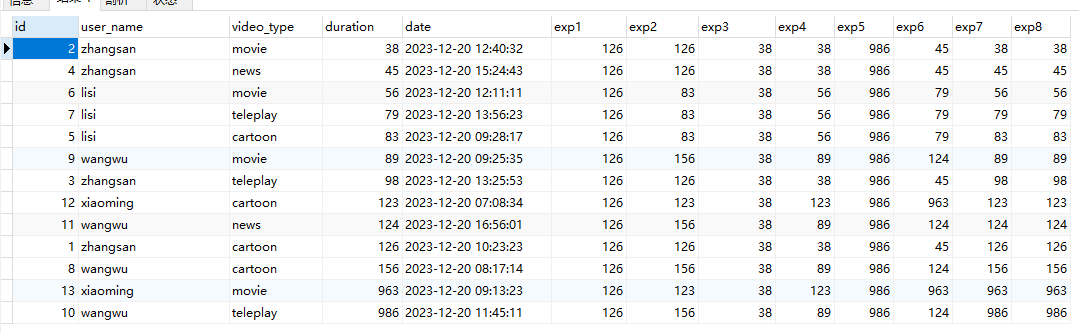 id user_name video_type duration date exp1 exp2 exp3 exp4 exp5 exp6 exp7 exp8
2 zhangsan movie 38 2023-12-20 12:40:32 126 126 38 38 986 45 38 38
4 zhangsan news 45 2023-12-20 15:24:43 126 126 38 38 986 45 45 45
6 lisi movie 56 2023-12-20 12:11:11 126 83 38 56 986 79 56 56
7 lisi teleplay 79 2023-12-20 13:56:23 126 83 38 56 986 79 79 79
5 lisi cartoon 83 2023-12-20 09:28:17 126 83 38 56 986 79 83 83
9 wangwu movie 89 2023-12-20 09:25:35 126 156 38 89 986 124 89 89
3 zhangsan teleplay 98 2023-12-20 13:25:53 126 126 38 38 986 45 98 98
12 xiaoming cartoon 123 2023-12-20 07:08:34 126 123 38 123 986 963 123 123
11 wangwu news 124 2023-12-20 16:56:01 126 156 38 89 986 124 124 124
1 zhangsan cartoon 126 2023-12-20 10:23:23 126 126 38 38 986 45 126 126
8 wangwu cartoon 156 2023-12-20 08:17:14 126 156 38 89 986 124 156 156
13 xiaoming movie 963 2023-12-20 09:13:23 126 123 38 123 986 963 963 963
10 wangwu teleplay 986 2023-12-20 11:45:11 126 156 38 89 986 124 986 986